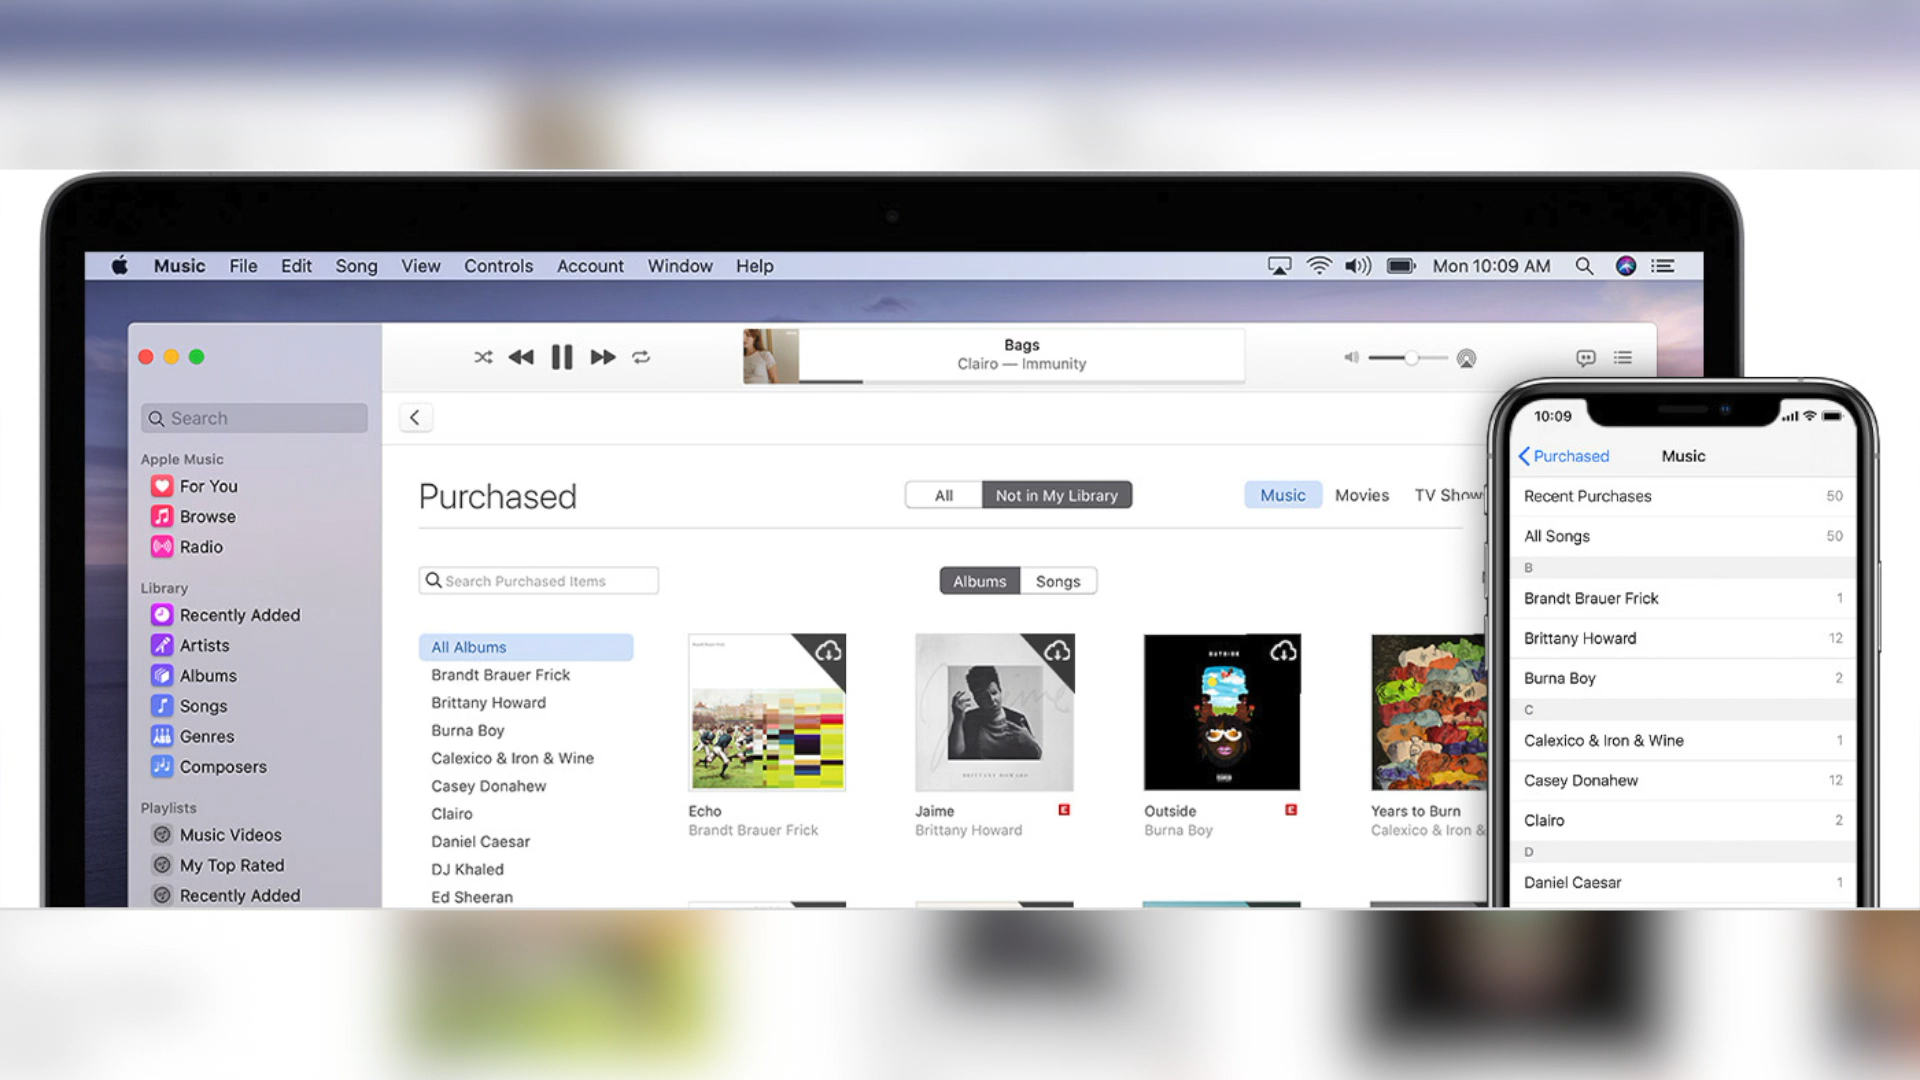 Music File Edit Song View Controls Account Window Help
Mon 10:09 AM
Bags
Clairo — Immunity
Search
Apple Music
For You
Browse
Radio
Library
Recently Added
Artists
Albums
Songs
Genres
Composers
Playlists
Music Videos
My Top Rated
Recently Added
Purchased
All Not in My Library
Music Movies TV Show
Search Purchased Items
Albums Songs
All Albums
Brandt Brauer Frick
Brittany Howard
Burna Boy
Calexico & Iron & Wine
Casey Donahew
Clairo
Daniel Caesar
DJ Khaled
Ed Sheeran
Jaime
BRITTANY HOWARD
OUTSIDE
Echo
Brandt Brauer Frick
Jaime E
Brittany Howard
Outside E
Burna Boy
Years to Burn
Calexico & Iron &
10:09
Purchased Music
Recent Purchases 50
All Songs 50
B
Brandt Brauer Frick 1
Brittany Howard 12
Burna Boy 2
C
Calexico & Iron & Wine 1
Casey Donahew 12
Clairo 2
D
Daniel Caesar 1